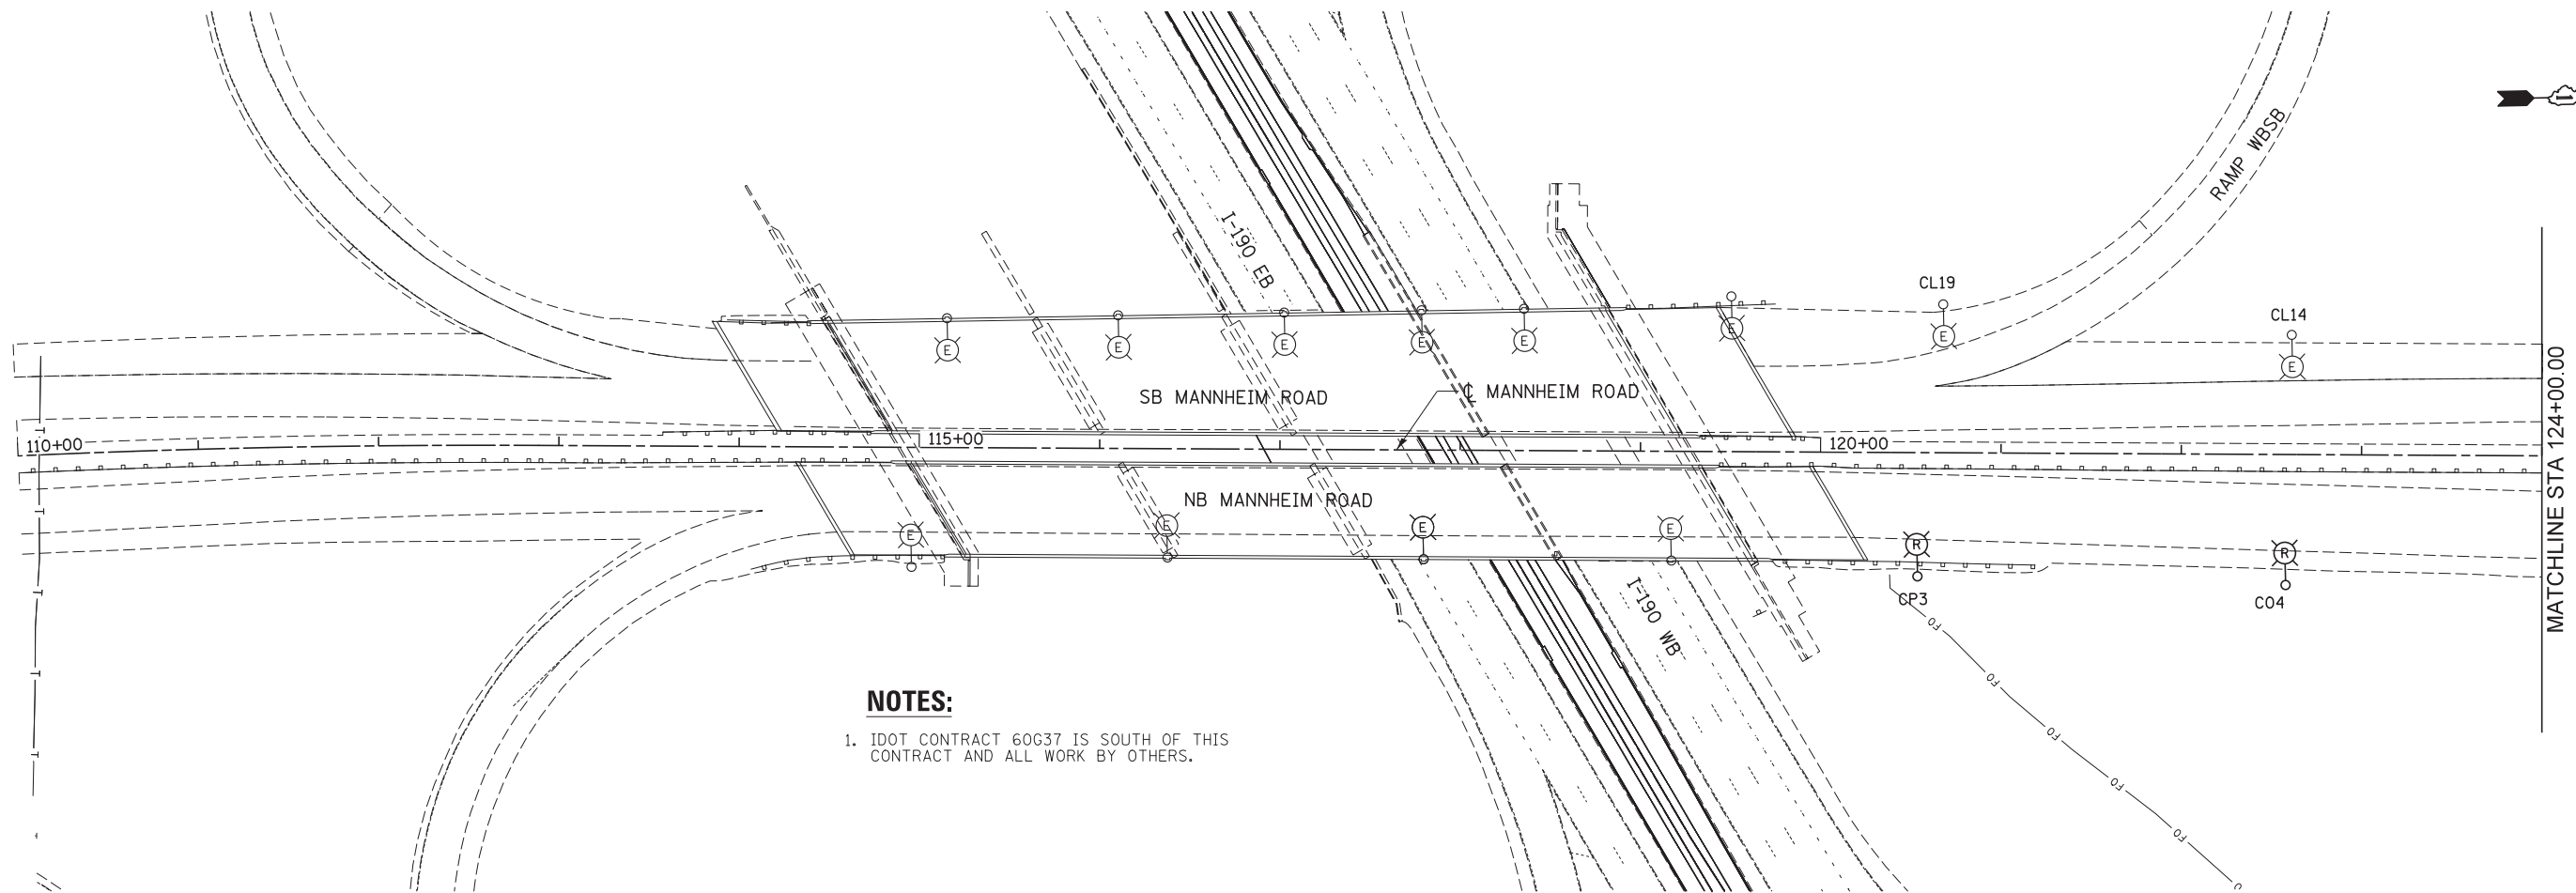 RAMP WBSB
I-190 EB
CL19
CL14
E
E
E
E
E
E
E
E
SB MANNHEIM ROAD
℄ MANNHEIM ROAD
110+00
115+00
120+00
MATCHLINE STA 124+00.00
NB MANNHEIM ROAD
E
E
E
E
R
R
I-190 WB
CP3
CO4
FO
FO
FO
FO
FO
T
T
T
T
T
T
NOTES:
1. IDOT CONTRACT 60G37 IS SOUTH OF THIS
CONTRACT AND ALL WORK BY OTHERS.